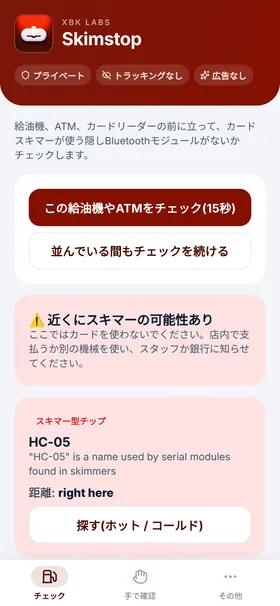 XBK LABS
Skimstop
プライベート
トラッキングなし
広告なし
給油機、ATM、カードリーダーの前に立って、カード
スキマーが使う隠しBluetoothモジュールがないか
チェックします。
この給油機やATMをチェック(15秒)
並んでいる間もチェックを続ける
⚠️ 近くにスキマーの可能性あり
ここではカードを使わないでください。店内で支
払うか別の機械を使い、スタッフか銀行に知らせ
てください。
スキマー型チップ
HC-05
"HC-05" is a name used by serial modules
found in skimmers
距離: right here
探す(ホット / コールド)
チェック
手で確認
その他